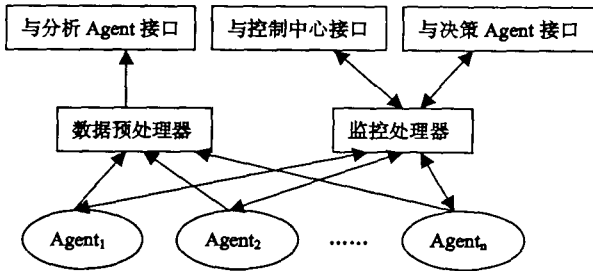 与分析 Agent 接口
与控制中心接口
与决策 Agent 接口
数据预处理器
监控处理器
Agent₁
Agent₂
……
Agentₙ